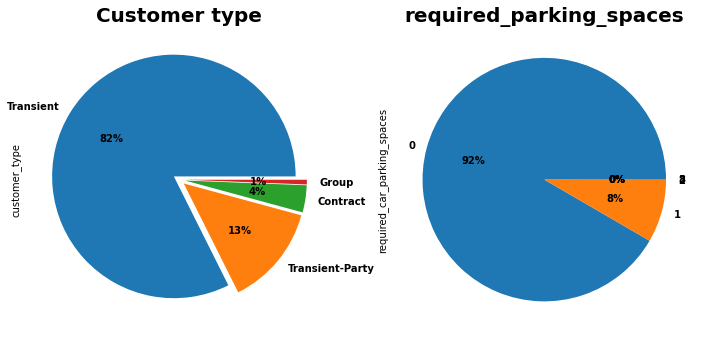 Customer type
required_parking_spaces
Transient
82%
customer_type
1%
4%
13%
Group
Contract
Transient-Party
0
92%
required_car_parking_spaces
0%
8%
1